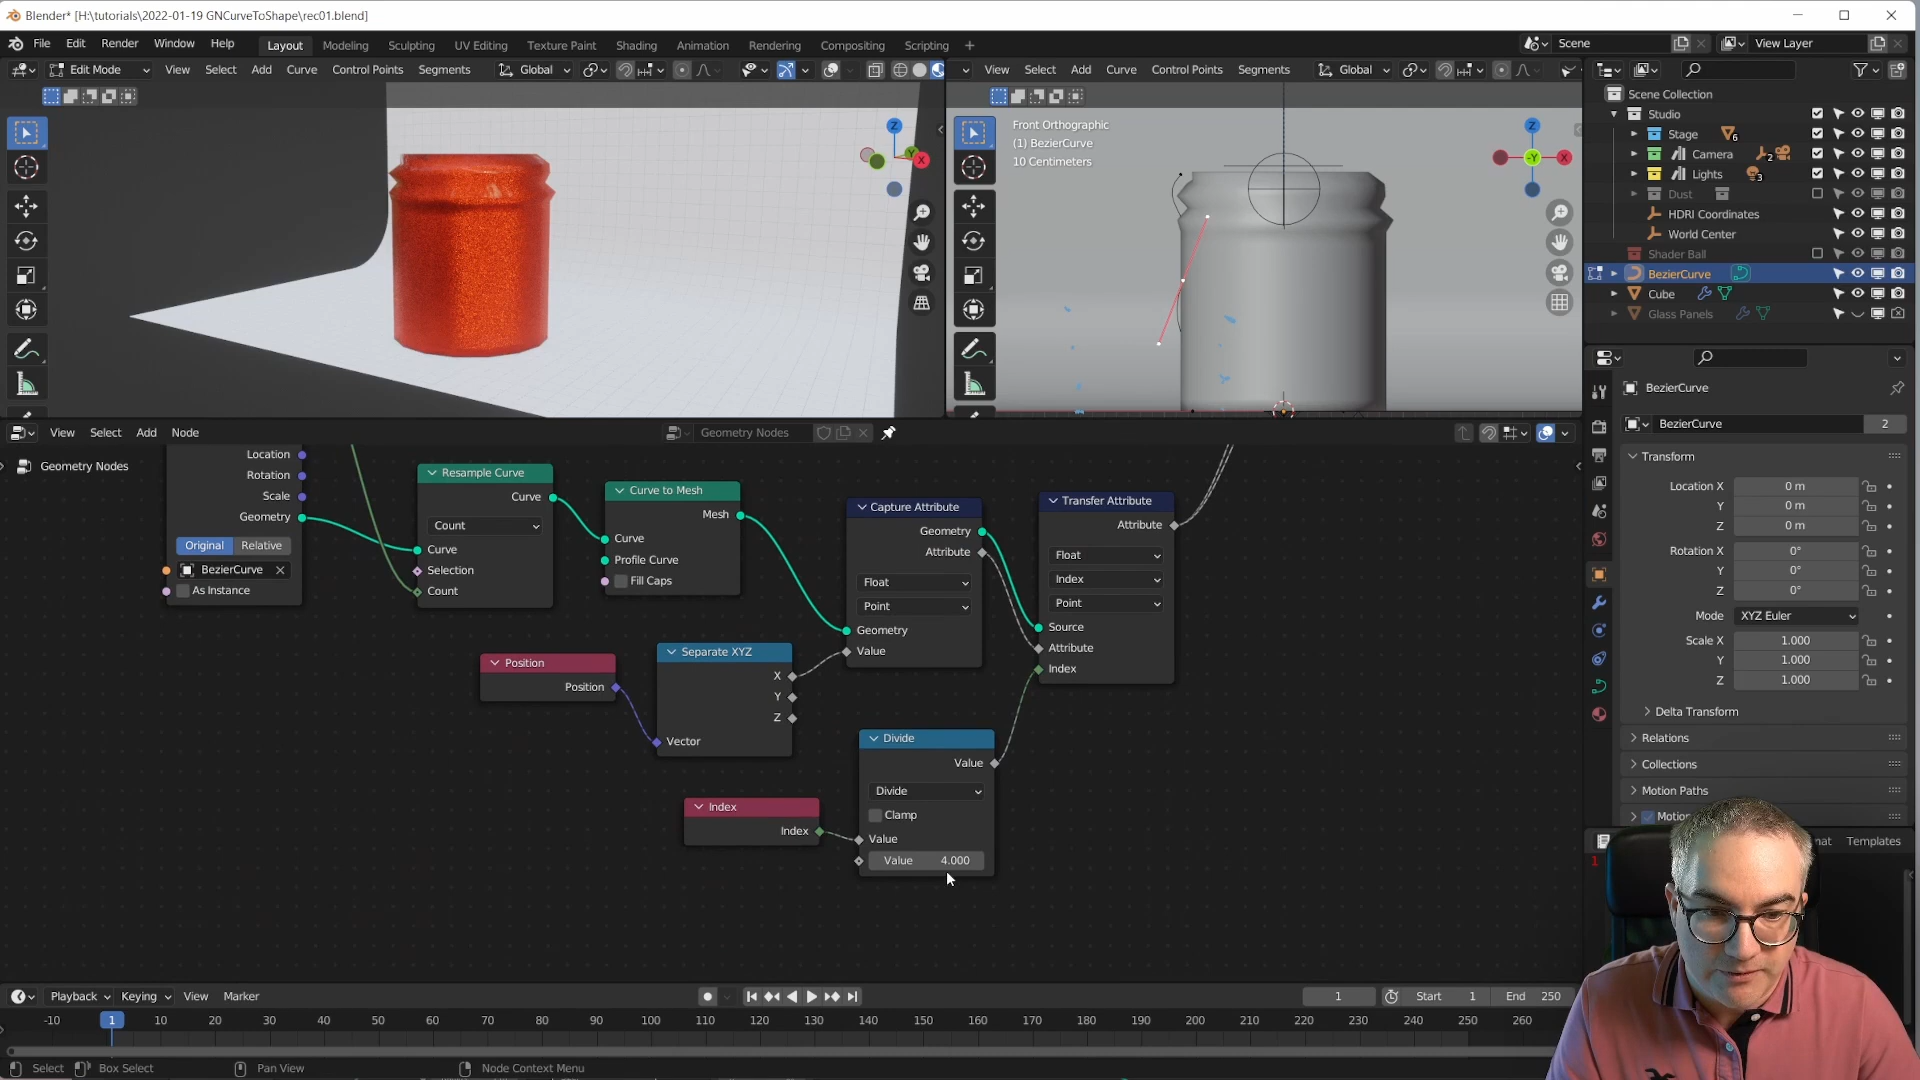 Blender* [H:\tutorials\2022-01-19 GNCurveToShape\rec01.blend]
File Edit Render Window Help Layout Modeling Sculpting UV Editing Texture Paint Shading Animation Rendering Compositing Scripting + Scene View Layer
Edit Mode View Select Add Curve Control Points Segments Global View Select Add Curve Control Points Segments Global
Scene Collection
Studio
Stage 6
Camera 2
Lights 3
Dust
HDRI Coordinates
World Center
Shader Ball
BezierCurve
Cube
Glass Panels
Z
Y
X
Front Orthographic
(1) BezierCurve
10 Centimeters
Z
-Y
X
View Select Add Node Geometry Nodes
Geometry Nodes
Location
Rotation
Scale
Geometry
Original Relative
BezierCurve
As Instance
Resample Curve
Curve
Count
Curve
Selection
Count
Curve to Mesh
Mesh
Curve
Profile Curve
Fill Caps
Position
Position
Separate XYZ
X
Y
Z
Vector
Index
Index
Capture Attribute
Geometry
Attribute
Float
Point
Geometry
Value
Divide
Value
Divide
Clamp
Value
Value 4.000
Transfer Attribute
Attribute
Float
Index
Point
Source
Attribute
Index
BezierCurve
BezierCurve 2
Transform
Location X 0 m
Y 0 m
Z 0 m
Rotation X 0°
Y 0°
Z 0°
Mode XYZ Euler
Scale X 1.000
Y 1.000
Z 1.000
Delta Transform
Relations
Collections
Motion Paths
Templates
1
Playback Keying View Marker 1 Start 1 End 250
-10 1 10 20 30 40 50 60 70 80 90 100 110 120 130 140 150 160 170 180 190 200 210 220 230 240 250 260
Select Box Select Pan View Node Context Menu